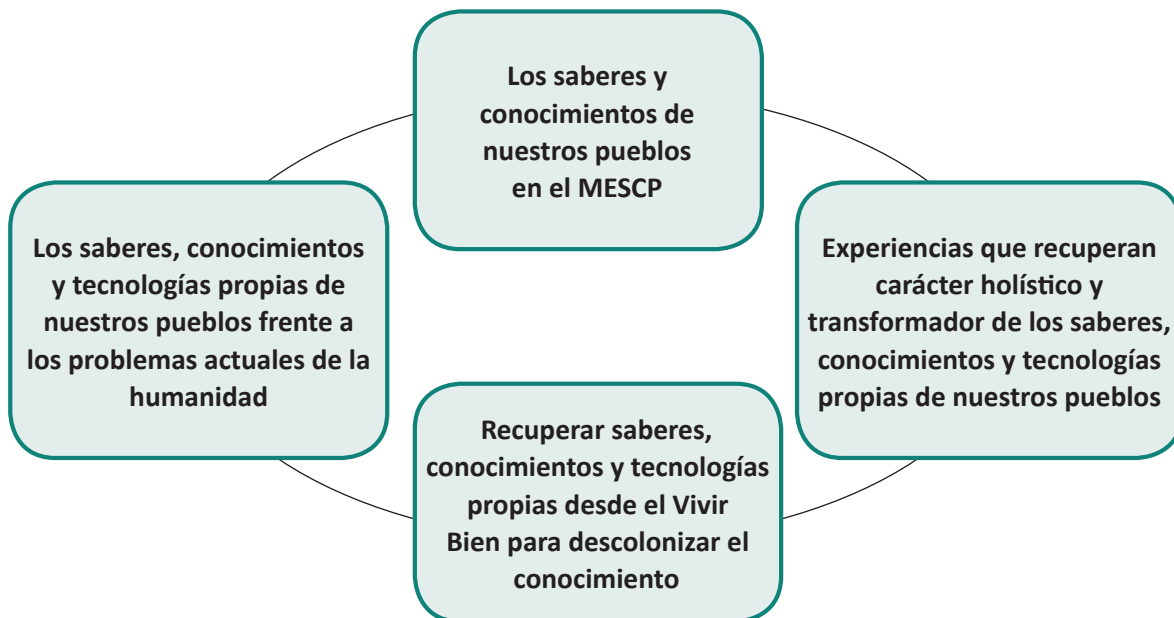 Los saberes y
conocimientos de
nuestros pueblos
en el MESCP
Los saberes, conocimientos
y tecnologías propias de
nuestros pueblos frente a
los problemas actuales de la
humanidad
Experiencias que recuperan
carácter holístico y
transformador de los saberes,
conocimientos y tecnologías
propias de nuestros pueblos
Recuperar saberes,
conocimientos y tecnologías
propias desde el Vivir
Bien para descolonizar el
conocimiento